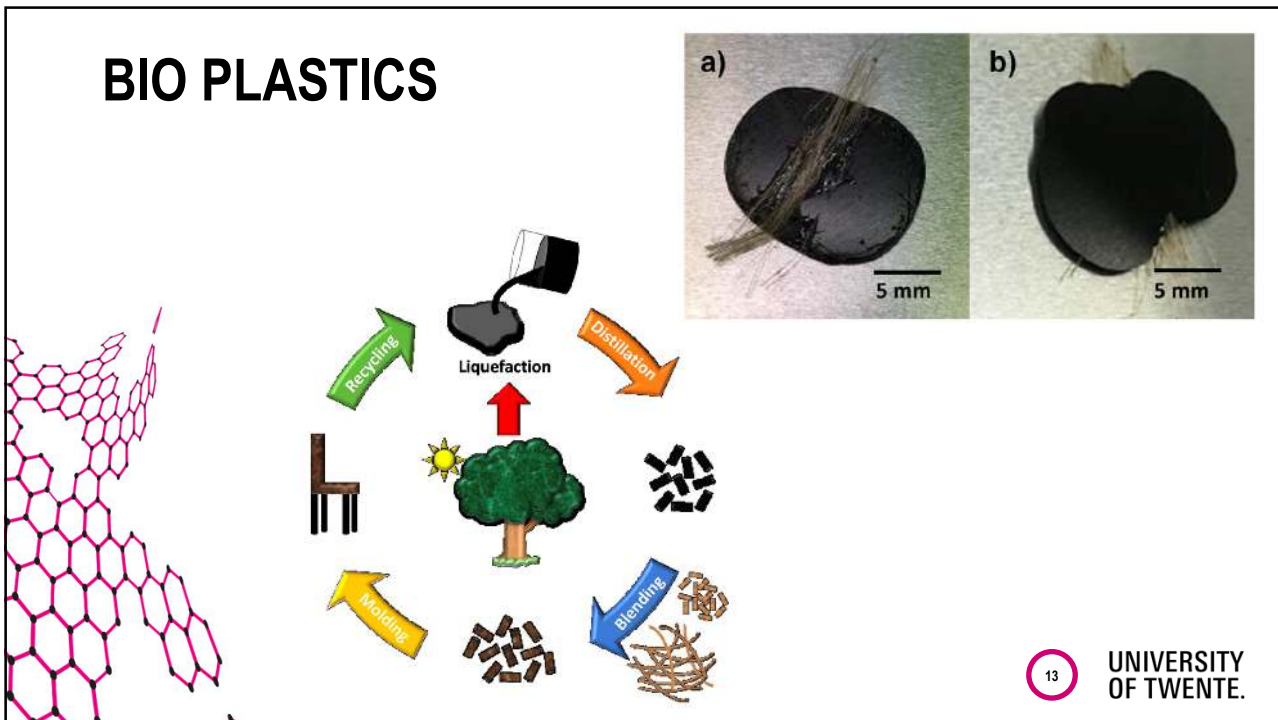 BIO PLASTICS
a)
b)
5 mm
5 mm
Recycling
Liquefaction
Distillation
Molding
Blending
13
UNIVERSITY
OF TWENTE.